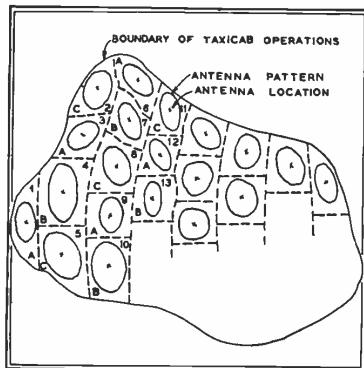 BOUNDARY OF TAXICAB OPERATIONS
ANTENNA PATTERN
ANTENNA LOCATION
A
C 2 6 11
3 B 7 C
A 4 8 A 12
1 C 13
B 9 B
5 A
A C 10
B